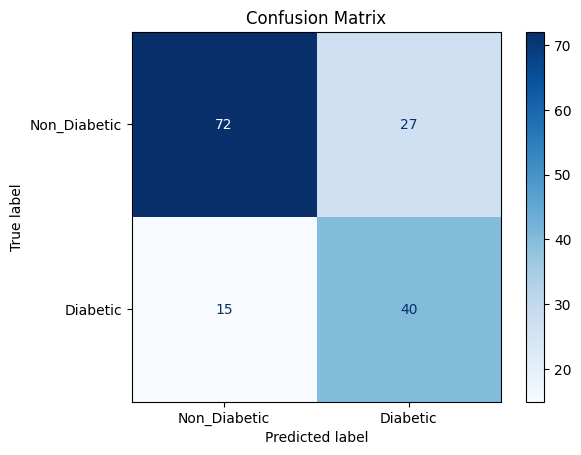 Confusion Matrix
True label
Non_Diabetic
72
27
Diabetic
15
40
Non_Diabetic
Diabetic
Predicted label
70
60
50
40
30
20